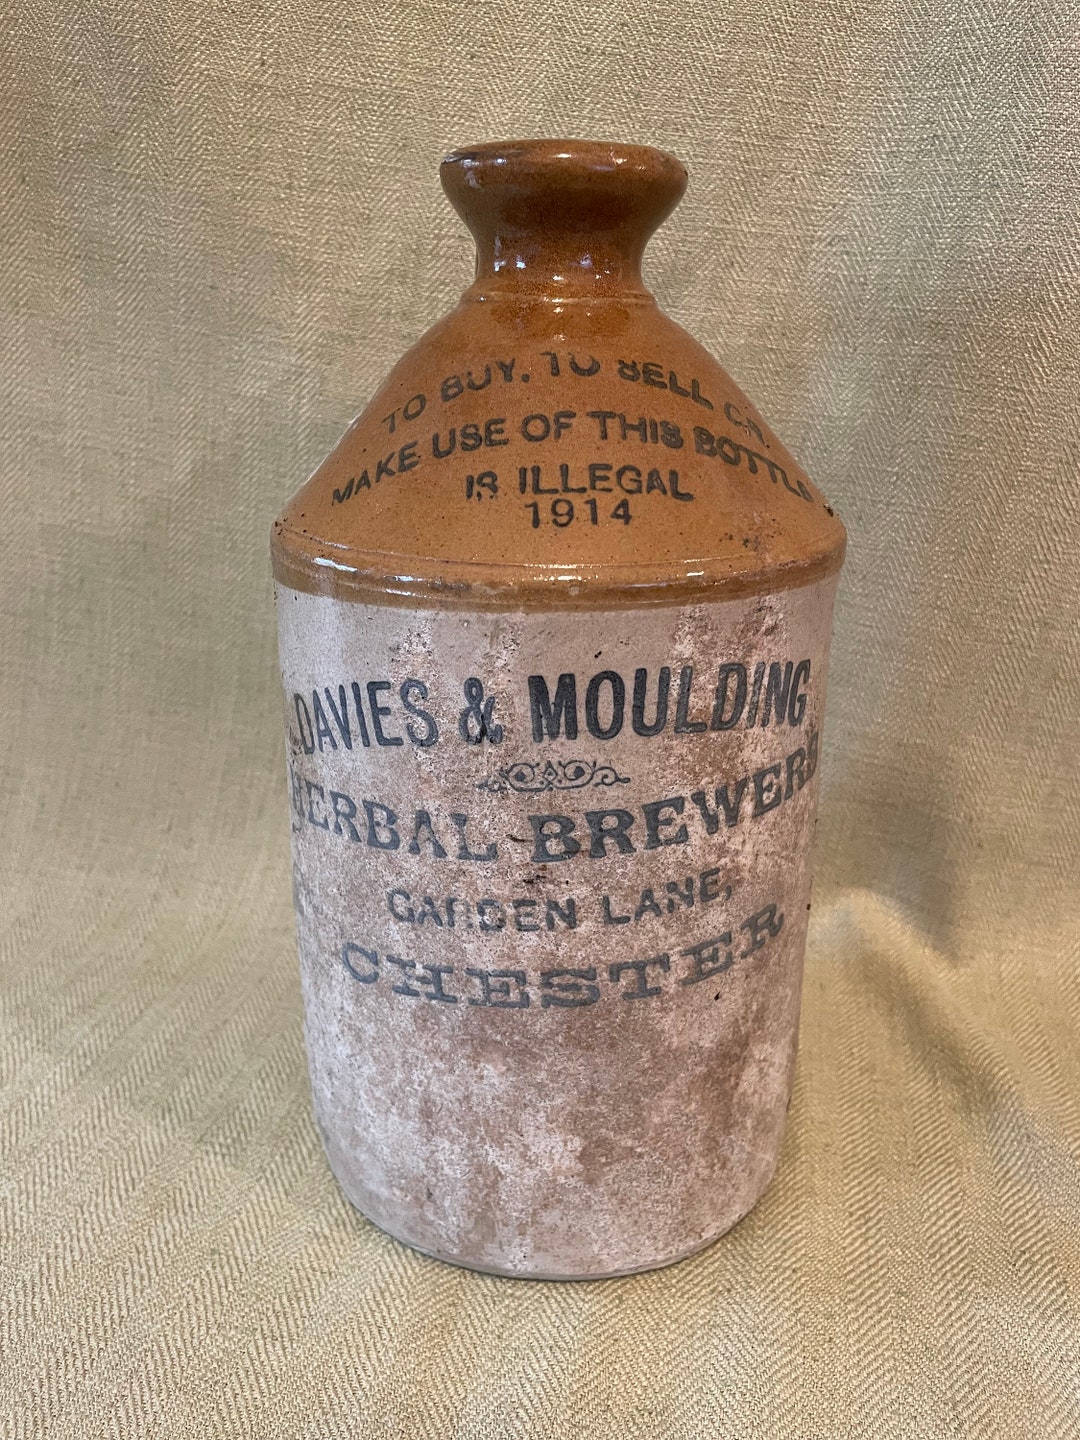 TO BUY, TO SELL OR
MAKE USE OF THIS BOTTLE
IS ILLEGAL
1914
DAVIES & MOULDING
HERBAL BREWERS
GARDEN LANE,
CHESTER